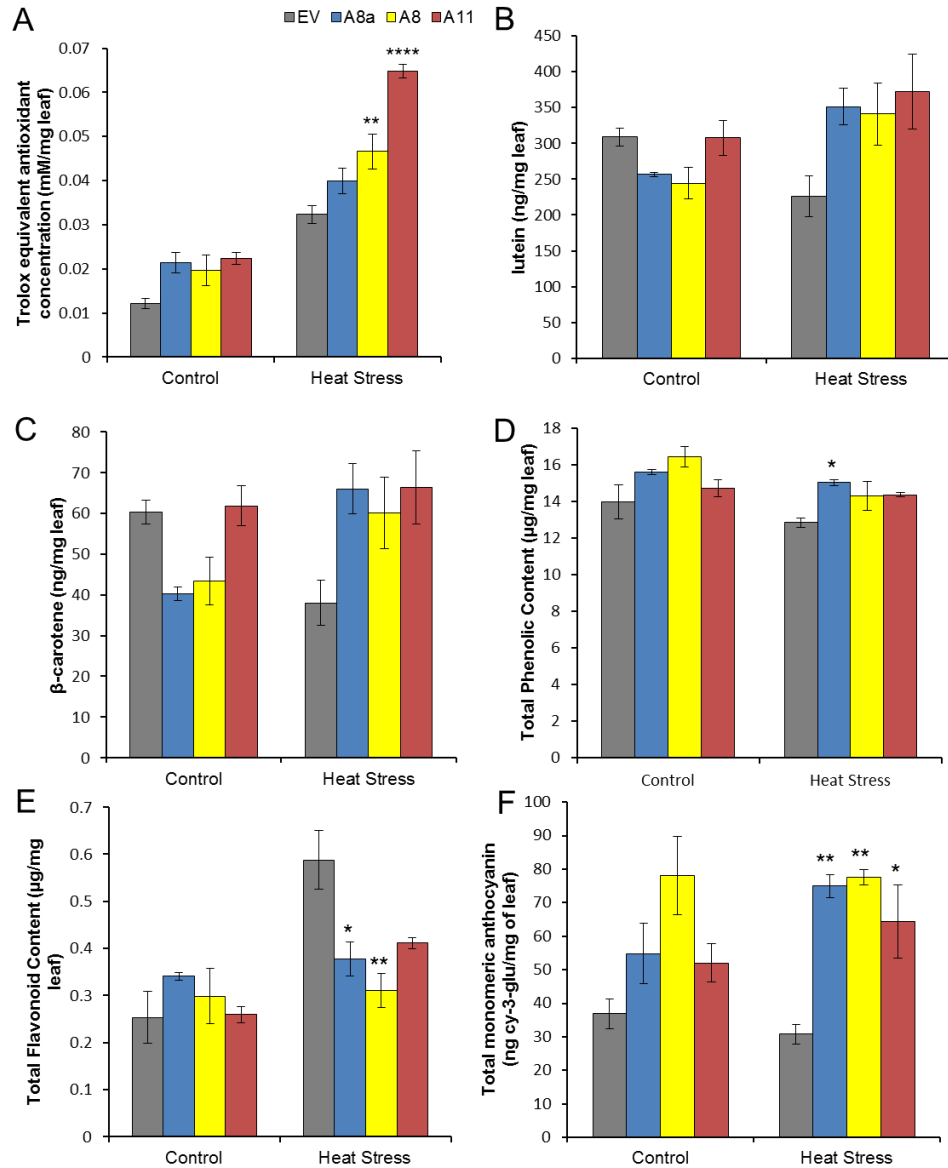 EV A8a A8 A11
A
Trolox equivalent antioxidant
concentration (mM/mg leaf)
0.07
0.06
0.05
0.04
0.03
0.02
0.01
0
**
****
Control Heat Stress
B
lutein (ng/mg leaf)
450
400
350
300
250
200
150
100
50
0
Control Heat Stress
C
β-carotene (ng/mg leaf)
80
70
60
50
40
30
20
10
0
Control Heat Stress
D
Total Phenolic Content (µg/mg leaf)
18
16
14
12
10
8
6
4
2
0
*
Control Heat Stress
E
Total Flavonoid Content (µg/mg
leaf)
0.7
0.6
0.5
0.4
0.3
0.2
0.1
0
*
**
Control Heat Stress
F
Total monomeric anthocyanin
(ng cy-3-glu/mg of leaf)
100
90
80
70
60
50
40
30
20
10
0
** ** *
Control Heat Stress